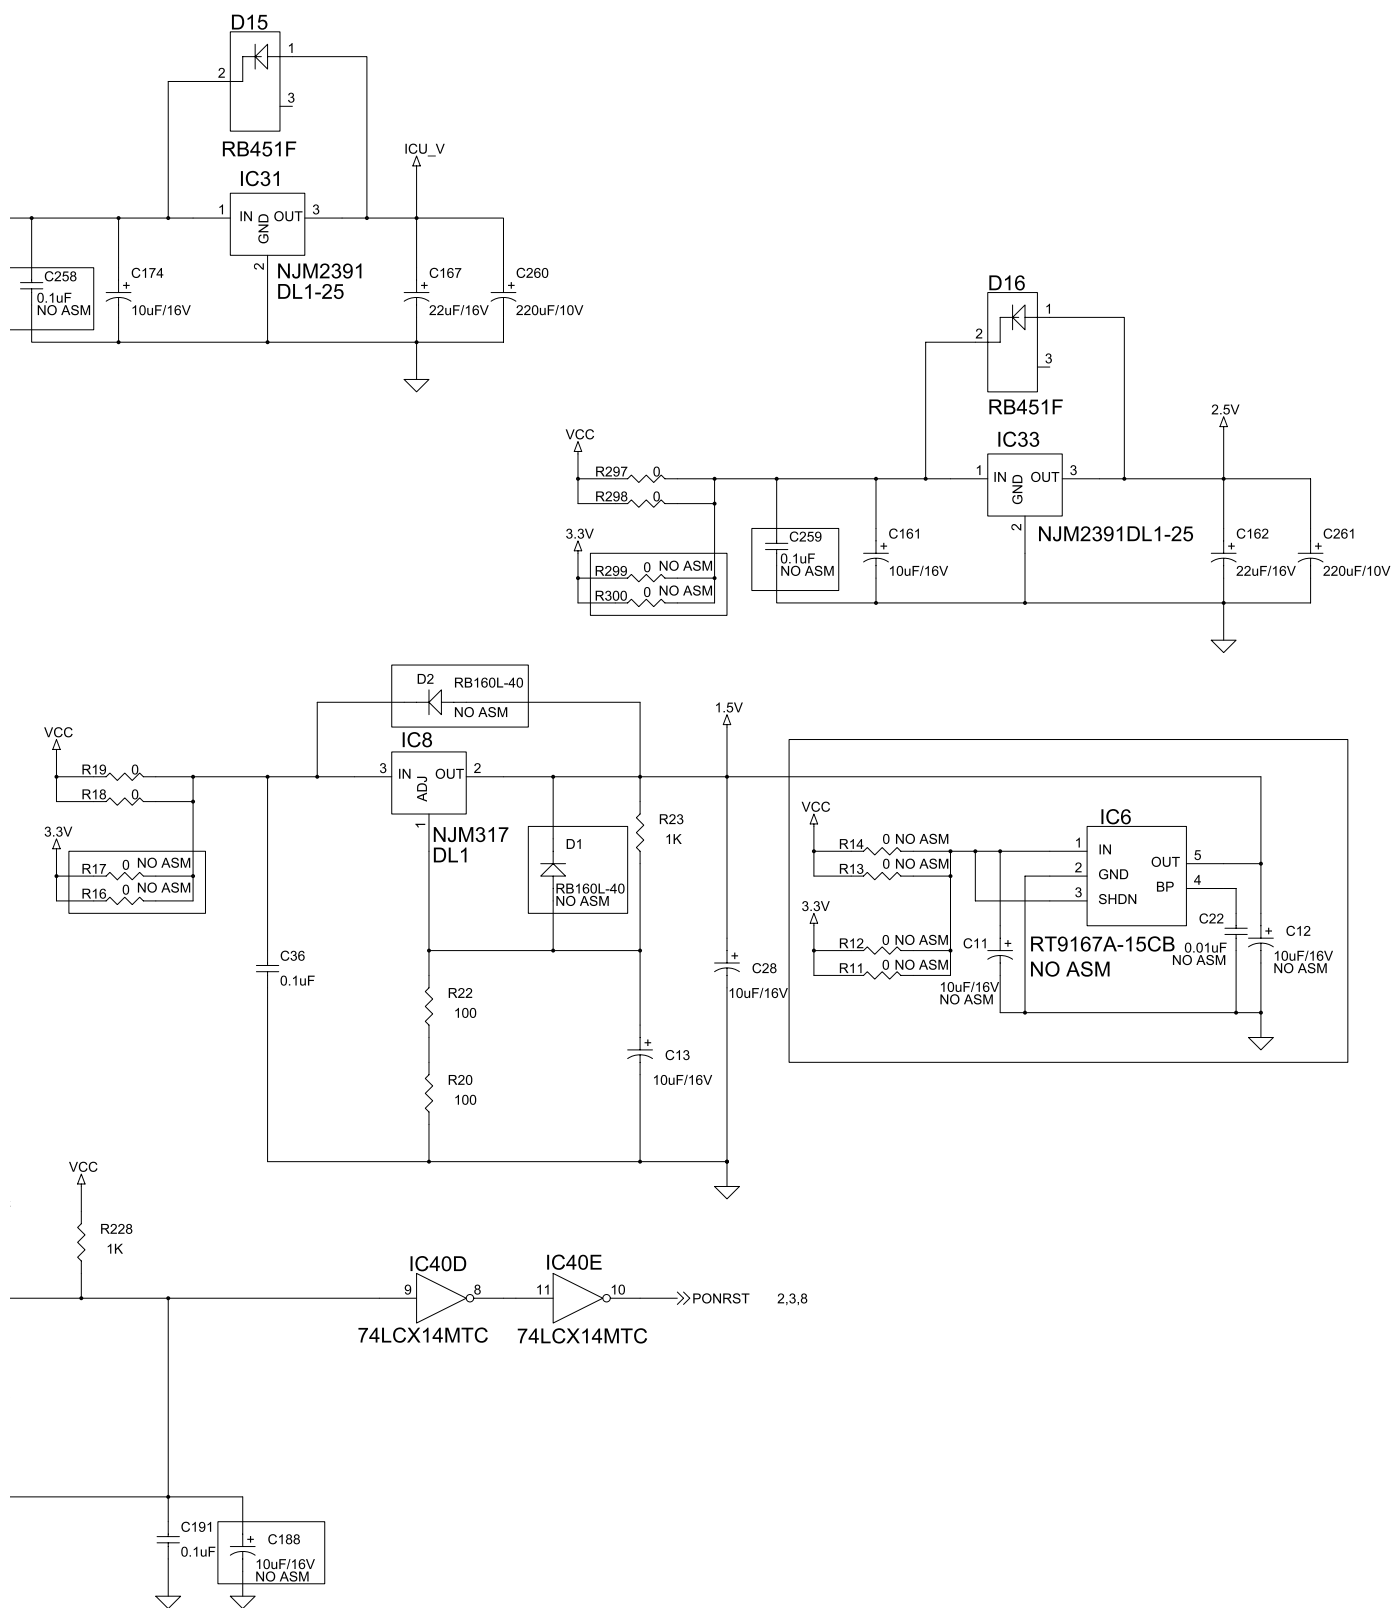 D15
1
2
3
RB451F
ICU_V
IC31
1 IN OUT 3
GND
2
NJM2391
DL1-25
C258
0.1uF
NO ASM
C174
+
10uF/16V
C167
+
22uF/16V
C260
+
220uF/10V
D16
1
2
3
RB451F
2.5V
VCC
IC33
R297 0
R298 0
1 IN OUT 3
GND
2
NJM2391DL1-25
3.3V
R299 0 NO ASM
R300 0 NO ASM
C259
0.1uF
NO ASM
C161
+
10uF/16V
C162
+
22uF/16V
C261
+
220uF/10V
D2
RB160L-40
NO ASM
1.5V
VCC
IC8
R19 0
R18 0
3 IN OUT 2
ADJ
1
NJM317
DL1
3.3V
R17 0 NO ASM
R16 0 NO ASM
D1
RB160L-40
NO ASM
R23
1K
C36
0.1uF
R22
100
R20
100
C13
+
10uF/16V
C28
+
10uF/16V
VCC
IC6
R14 0 NO ASM
R13 0 NO ASM
1 IN
2 GND
3 SHDN
OUT 5
BP 4
3.3V
R12 0 NO ASM
R11 0 NO ASM
C11
+
10uF/16V
NO ASM
RT9167A-15CB
NO ASM
C22
0.01uF
NO ASM
C12
+
10uF/16V
NO ASM
VCC
R228
1K
IC40D
9 8
74LCX14MTC
IC40E
11 10
74LCX14MTC
PONRST 2,3,8
C191
0.1uF
C188
+
10uF/16V
NO ASM